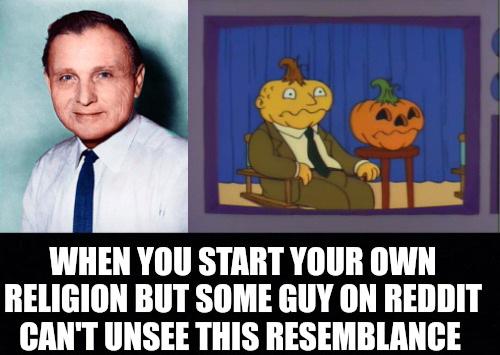 WHEN YOU START YOUR OWN
RELIGION BUT SOME GUY ON REDDIT
CAN'T UNSEE THIS RESEMBLANCE